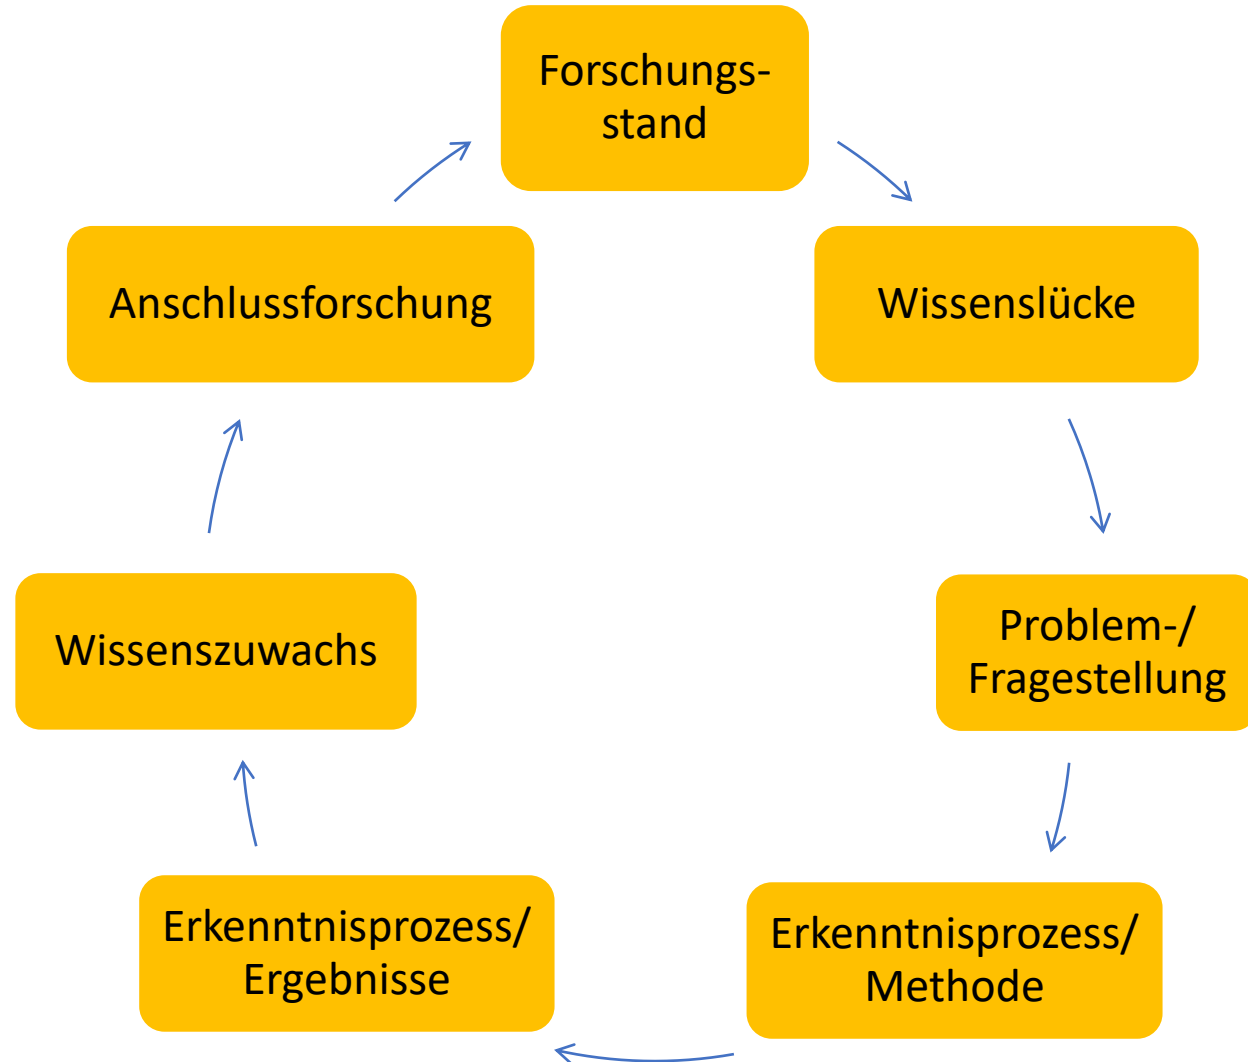 Forschungs-
stand
Wissenslücke
Problem-/
Fragestellung
Erkenntnisprozess/
Methode
Erkenntnisprozess/
Ergebnisse
Wissenszuwachs
Anschlussforschung